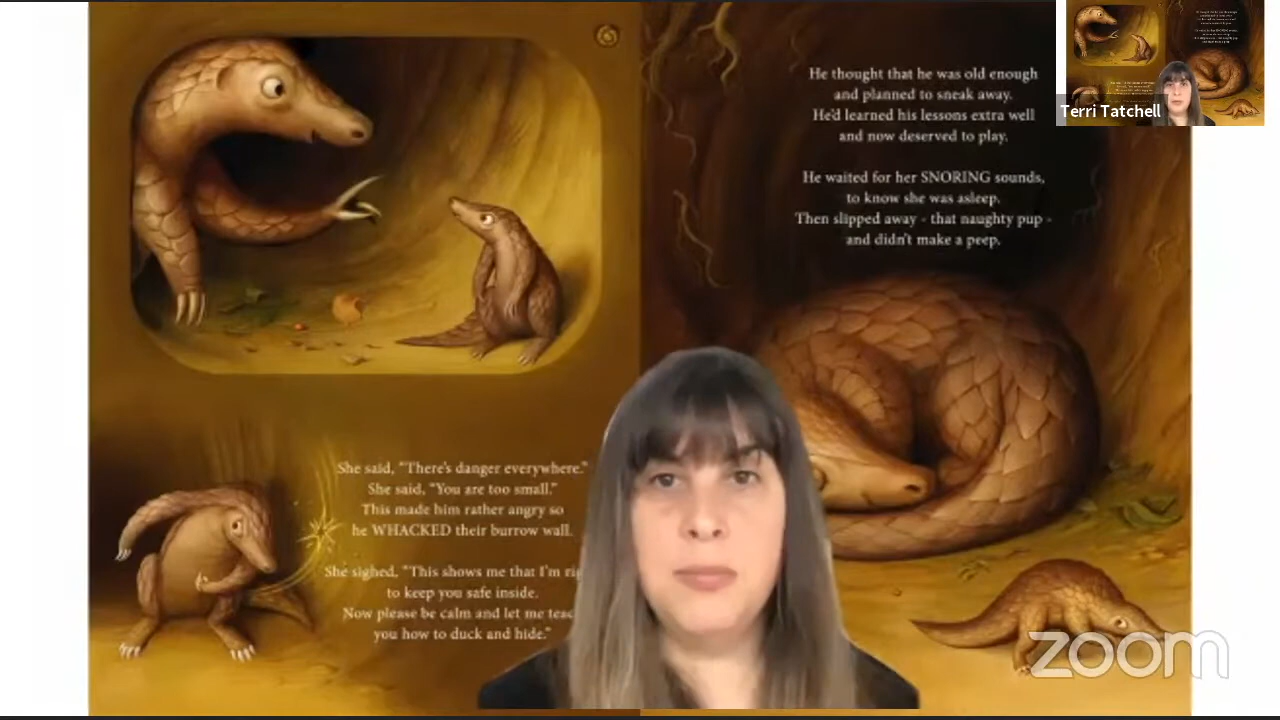 She said, “There's danger everywhere.”
She said, “You are too small.”
This made him rather angry so
he WHACKED their burrow wall.
She sighed, “This shows me that I'm
to keep you safe inside.
Now please be calm and let me
you how to duck and hide.”
He thought that he was old enough
and planned to sneak away.
He'd learned his lessons extra well
and now deserved to play.
He waited for her SNORING sounds,
to know she was asleep.
Then slipped away - that naughty pup -
and didn't make a peep.
Terri Tatchell
zoom